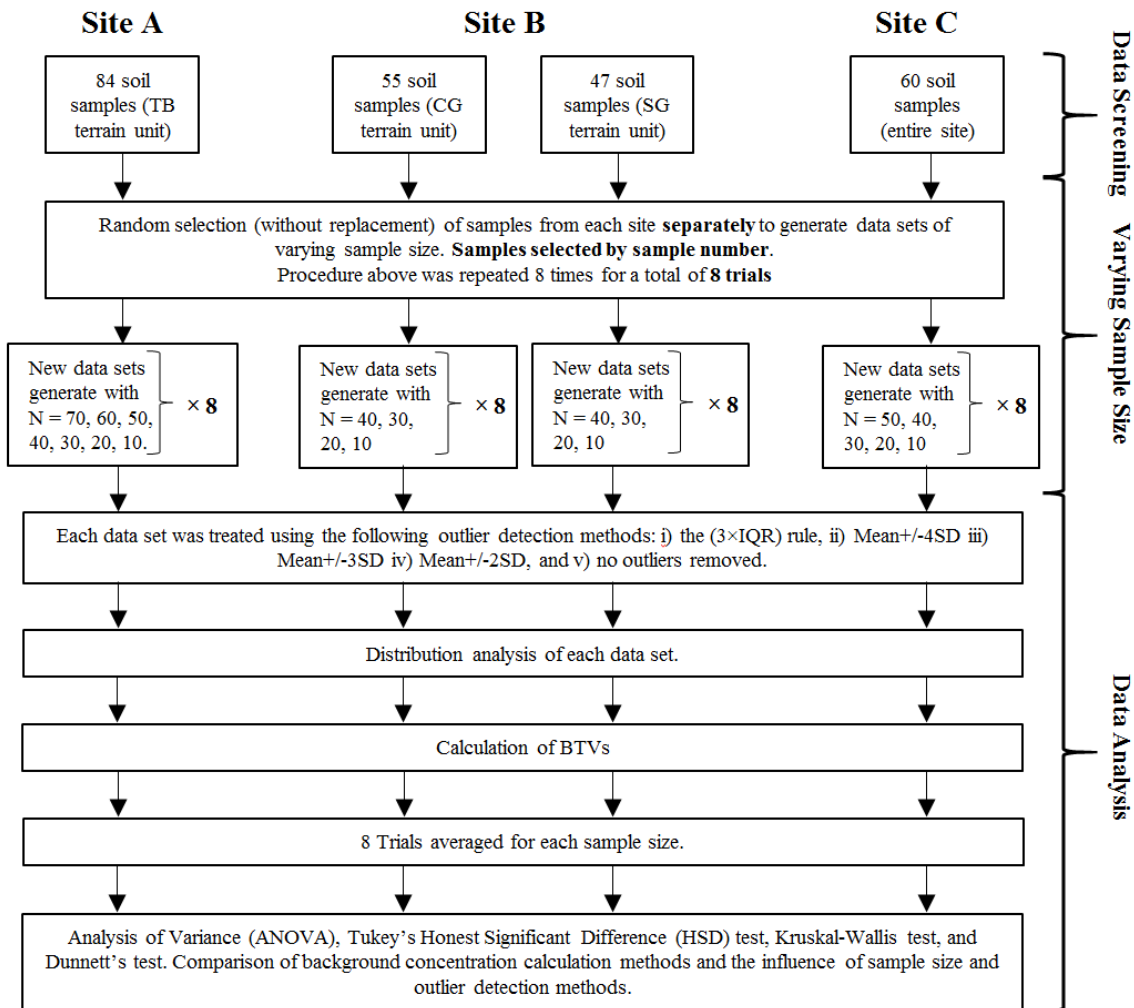 Site A
Site B
Site C
84 soil
samples (TB
terrain unit)
55 soil
samples (CG
terrain unit)
47 soil
samples (SG
terrain unit)
60 soil
samples
(entire site)
Data Screening
Random selection (without replacement) of samples from each site separately to generate data sets of
varying sample size. Samples selected by sample number.
Procedure above was repeated 8 times for a total of 8 trials
Varying Sample Size
New data sets
generate with
N = 70, 60, 50,
40, 30, 20, 10.
× 8
New data sets
generate with
N = 40, 30,
20, 10
× 8
New data sets
generate with
N = 40, 30,
20, 10
× 8
New data sets
generate with
N = 50, 40,
30, 20, 10
× 8
Each data set was treated using the following outlier detection methods: i) the (3×IQR) rule, ii) Mean+/-4SD iii)
Mean+/-3SD iv) Mean+/-2SD, and v) no outliers removed.
Distribution analysis of each data set.
Calculation of BTVs
Data Analysis
8 Trials averaged for each sample size.
Analysis of Variance (ANOVA), Tukey's Honest Significant Difference (HSD) test, Kruskal-Wallis test, and
Dunnett's test. Comparison of background concentration calculation methods and the influence of sample size and
outlier detection methods.